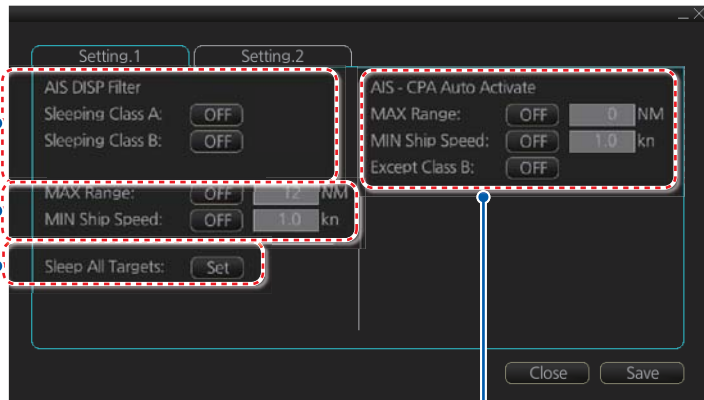 Setting.1
Setting.2
AIS DISP Filter
Sleeping Class A: OFF
Sleeping Class B: OFF
MAX Range: OFF 12 NM
MIN Ship Speed: OFF 1.0 kn
Sleep All Targets: Set
AIS - CPA Auto Activate
MAX Range: OFF 0 NM
MIN Ship Speed: OFF 1.0 kn
Except Class B: OFF
Close
Save